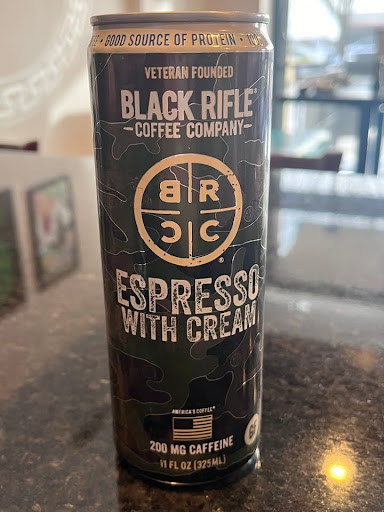 • GOOD SOURCE OF PROTEIN •
VETERAN FOUNDED
BLACK RIFLE®
COFFEE COMPANY
B R
C C
®
ESPRESSO
WITH CREAM
AMERICA'S COFFEE™
200 MG CAFFEINE
11 FL OZ (325ML)